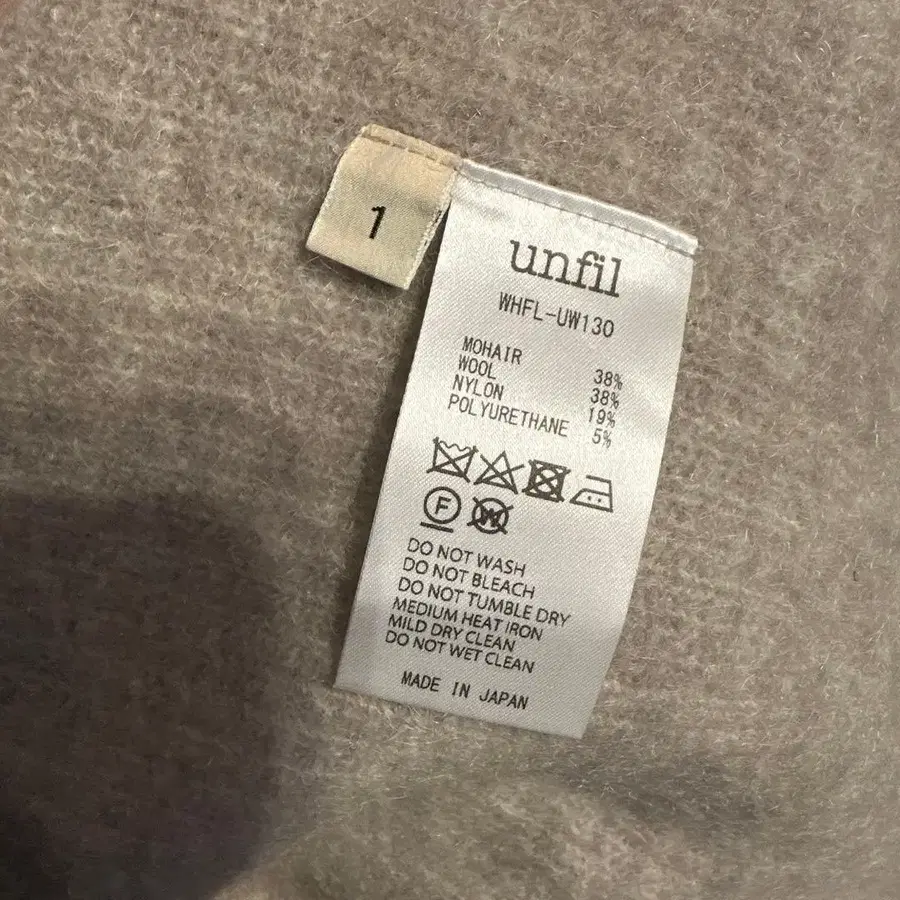 1
unfil
WHFL-UW130
MOHAIR 38%
WOOL 38%
NYLON 19%
POLYURETHANE 5%
F W
DO NOT WASH
DO NOT BLEACH
DO NOT TUMBLE DRY
MEDIUM HEAT IRON
MILD DRY CLEAN
DO NOT WET CLEAN
MADE IN JAPAN